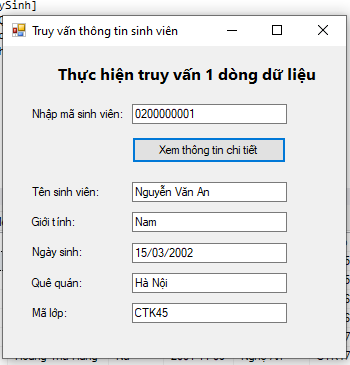 ySinh]
Truy vấn thông tin sinh viên
Thực hiện truy vấn 1 dòng dữ liệu
Nhập mã sinh viên: 0200000001
Xem thông tin chi tiết
Tên sinh viên: Nguyễn Văn An
Giới tính: Nam
Ngày sinh: 15/03/2002
Quê quán: Hà Nội
Mã lớp: CTK45